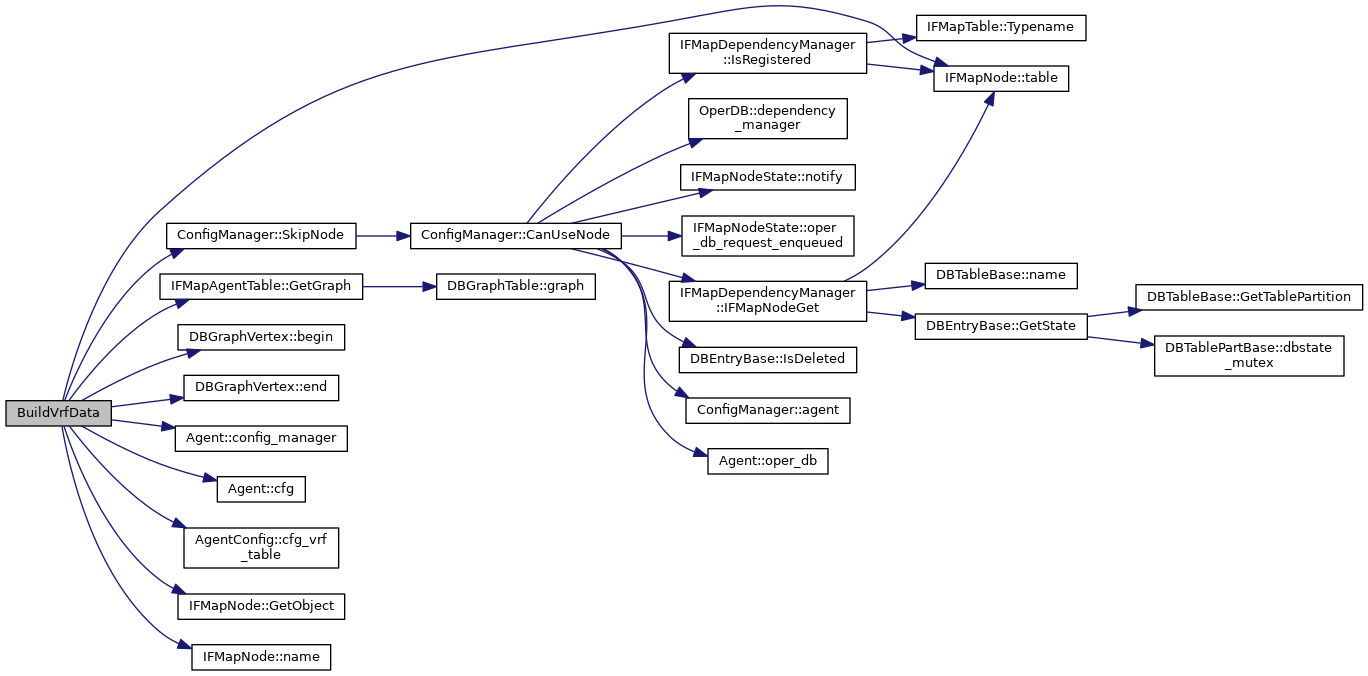 BuildVrfData
ConfigManager::SkipNode
IFMapAgentTable::GetGraph
DBGraphVertex::begin
DBGraphVertex::end
Agent::config_manager
Agent::cfg
AgentConfig::cfg_vrf
_table
IFMapNode::GetObject
IFMapNode::name
ConfigManager::CanUseNode
DBGraphTable::graph
IFMapDependencyManager
::IsRegistered
OperDB::dependency
_manager
IFMapNodeState::notify
IFMapNodeState::oper
_db_request_enqueued
IFMapDependencyManager
::IFMapNodeGet
DBEntryBase::IsDeleted
ConfigManager::agent
Agent::oper_db
IFMapTable::Typename
IFMapNode::table
DBTableBase::name
DBEntryBase::GetState
DBTableBase::GetTablePartition
DBTablePartBase::dbstate
_mutex